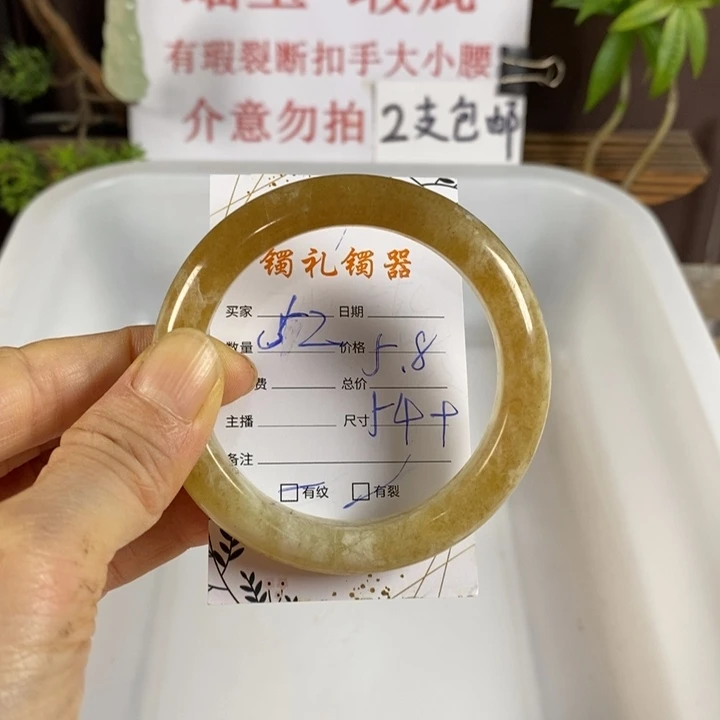 有瑕裂断扣手大小腰
介意勿拍 2支包邮
镯礼镯器
买家 日期
数量 52 价格 5.8
费 总价
主播 尺寸 54+
备注
有纹 有裂